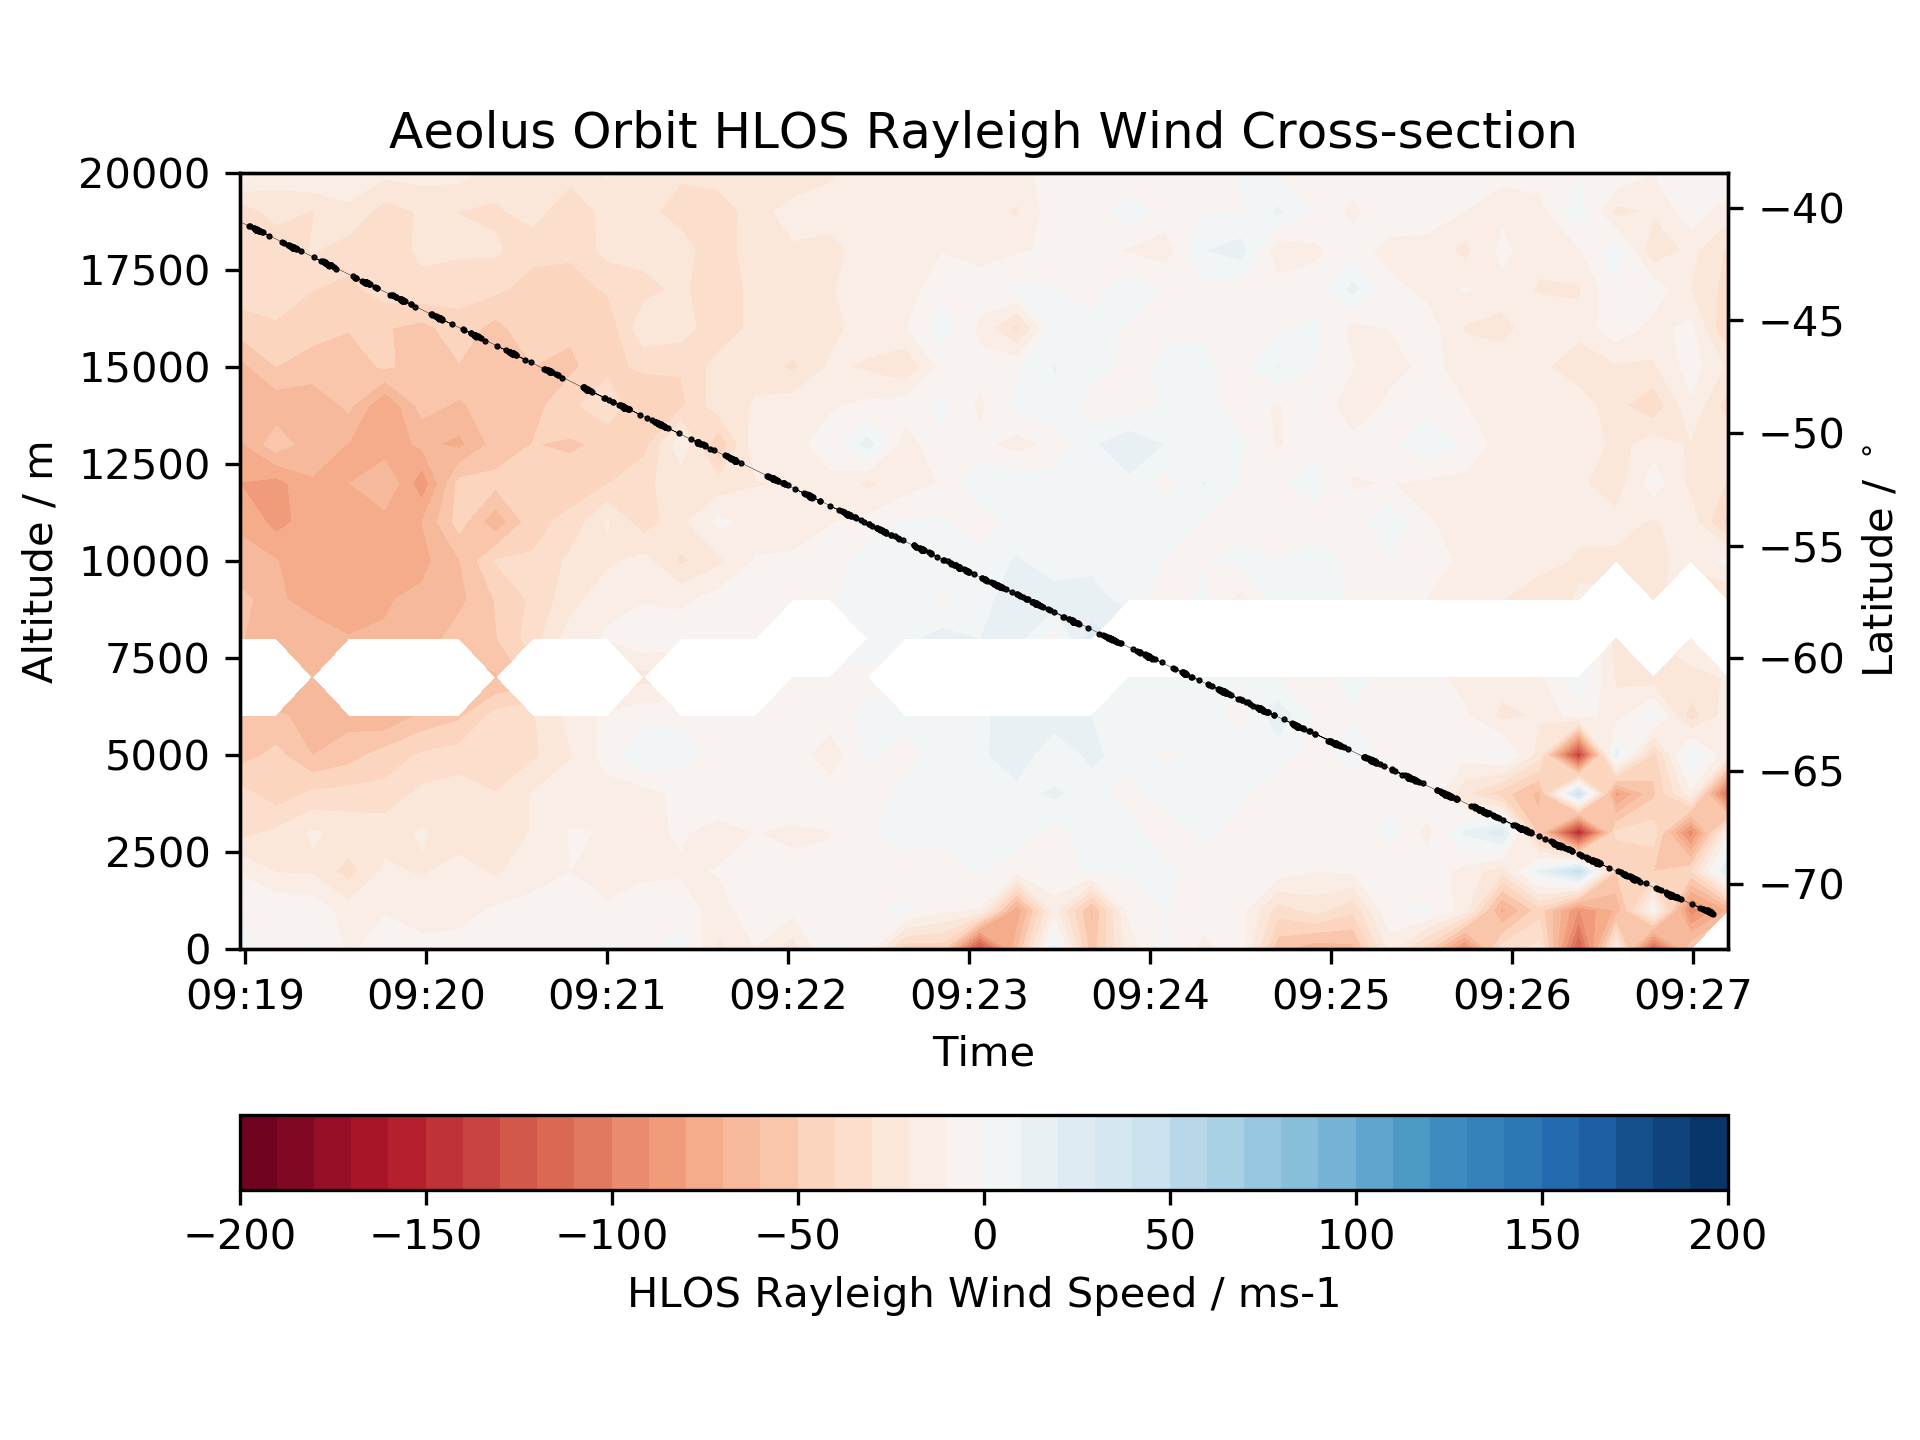 Aeolus Orbit HLOS Rayleigh Wind Cross-section
20000
17500
15000
12500
10000
7500
5000
2500
0
Altitude / m
−40
−45
−50
−55
−60
−65
−70
Latitude / °
09:19 09:20 09:21 09:22 09:23 09:24 09:25 09:26 09:27
Time
−200 −150 −100 −50 0 50 100 150 200
HLOS Rayleigh Wind Speed / ms-1